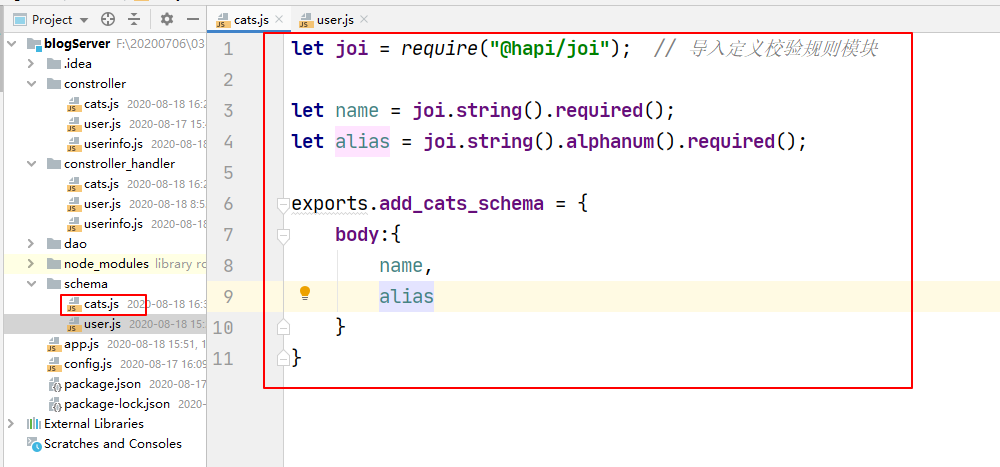 Project
cats.js
user.js
blogServer F:\20200706\03
.idea
constroller
cats.js 2020-08-18 16:2
user.js 2020-08-17 15:4
userinfo.js 2020-08-18
constroller_handler
cats.js 2020-08-18 16:2
user.js 2020-08-18 8:5
userinfo.js 2020-08-18
dao
node_modules library ro
schema
cats.js 2020-08-18 16:3
user.js 2020-08-18 15:
app.js 2020-08-18 15:51, 1
config.js 2020-08-17 16:09
package.json 2020-08-17
package-lock.json 2020-
External Libraries
Scratches and Consoles
1 let joi = require("@hapi/joi"); // 导入定义校验规则模块
2
3 let name = joi.string().required();
4 let alias = joi.string().alphanum().required();
5
6 exports.add_cats_schema = {
7 body:{
8 name,
9 alias
10 }
11 }